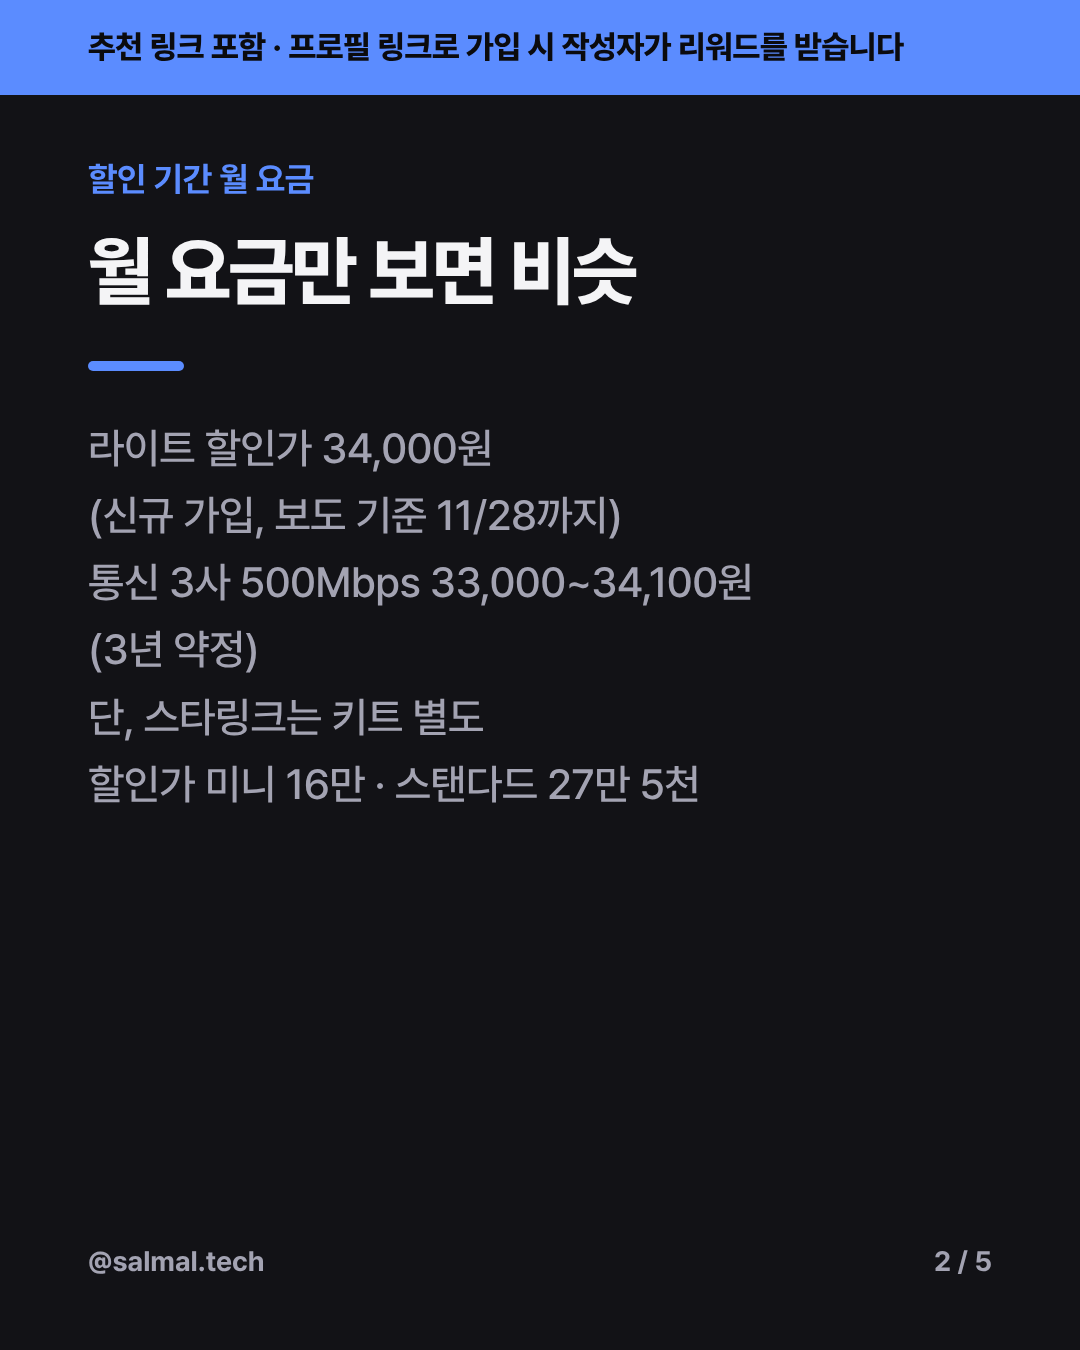 추천 링크 포함 · 프로필 링크로 가입 시 작성자가 리워드를 받습니다
할인 기간 월 요금
월 요금만 보면 비슷
라이트 할인가 34,000원
(신규 가입, 보도 기준 11/28까지)
통신 3사 500Mbps 33,000~34,100원
(3년 약정)
단, 스타링크는 키트 별도
할인가 미니 16만 · 스탠다드 27만 5천
@salmal.tech
2 / 5